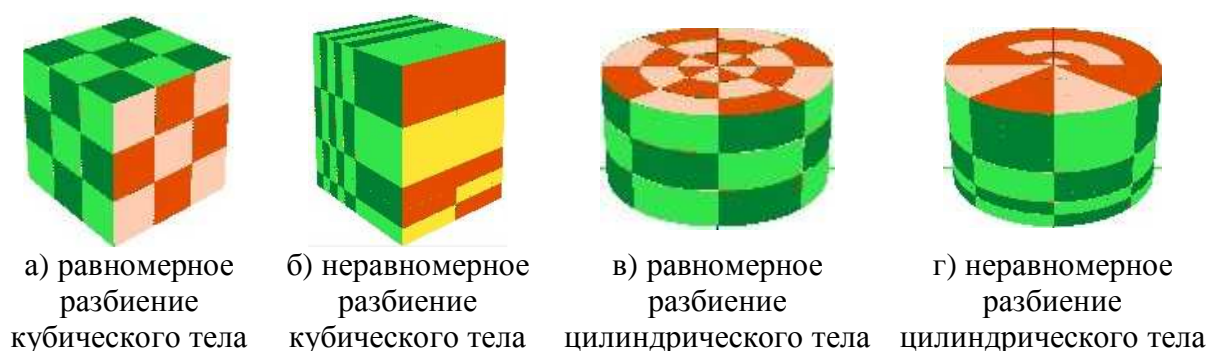 а) равномерное
разбиение
кубического тела
б) неравномерное
разбиение
кубического тела
в) равномерное
разбиение
цилиндрического тела
г) неравномерное
разбиение
цилиндрического тела